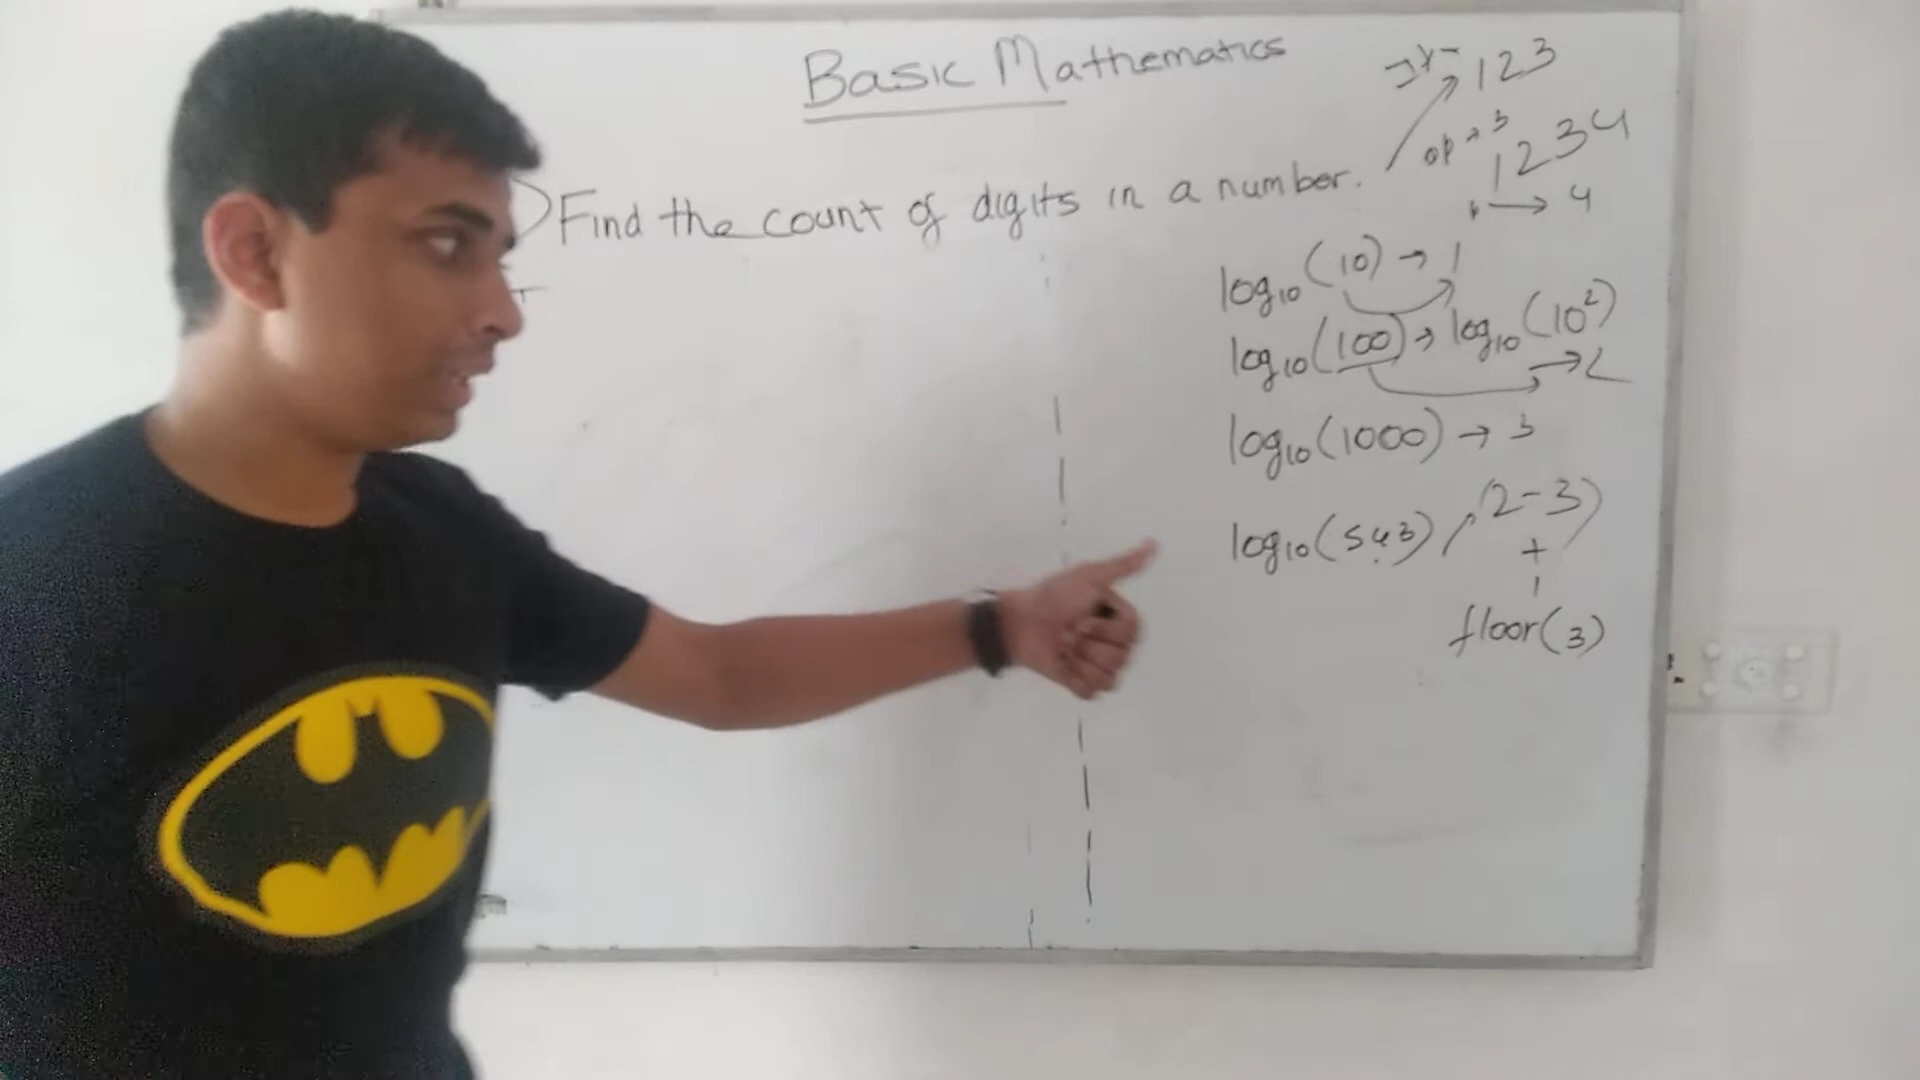 Basic Mathematics
123
op → 3
1234
→ 4
Find the count of digits in a number.
log10(10) → 1
log10(100) → log10(10²)
→ 2
log10(1000) → 3
log10(543) (2-3)
+
1
floor(3)